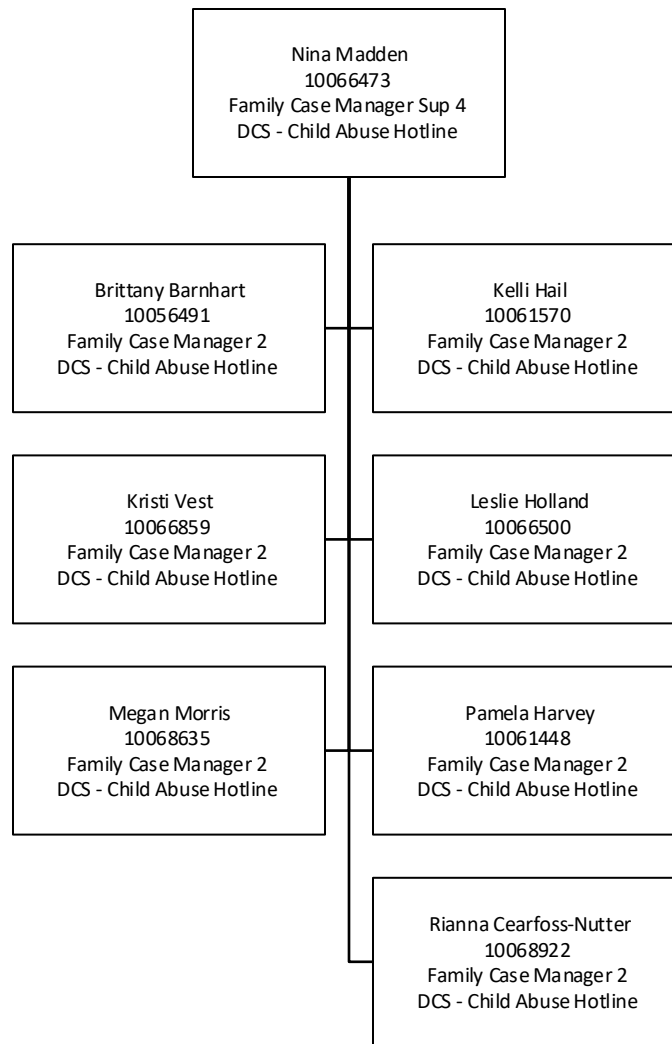 Nina Madden
10066473
Family Case Manager Sup 4
DCS - Child Abuse Hotline
Brittany Barnhart
10056491
Family Case Manager 2
DCS - Child Abuse Hotline
Kelli Hail
10061570
Family Case Manager 2
DCS - Child Abuse Hotline
Kristi Vest
10066859
Family Case Manager 2
DCS - Child Abuse Hotline
Leslie Holland
10066500
Family Case Manager 2
DCS - Child Abuse Hotline
Megan Morris
10068635
Family Case Manager 2
DCS - Child Abuse Hotline
Pamela Harvey
10061448
Family Case Manager 2
DCS - Child Abuse Hotline
Rianna Cearfoss-Nutter
10068922
Family Case Manager 2
DCS - Child Abuse Hotline